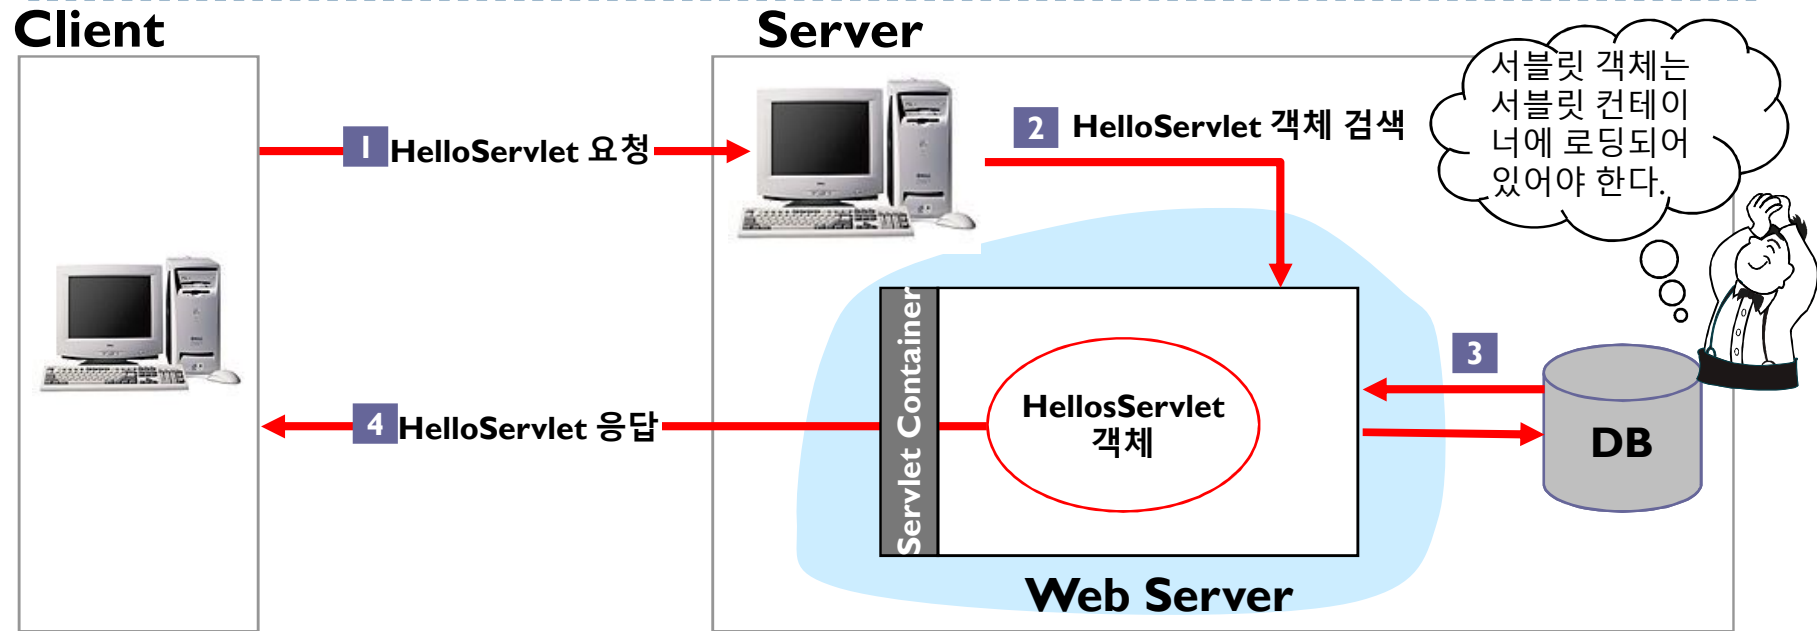 Client
Server
서블릿 객체는
서블릿 컨테이
너에 로딩되어
있어야 한다.
1 HelloServlet 요청
2 HelloServlet 객체 검색
Servlet Container
HellosServlet
객체
3
DB
4 HelloServlet 응답
Web Server